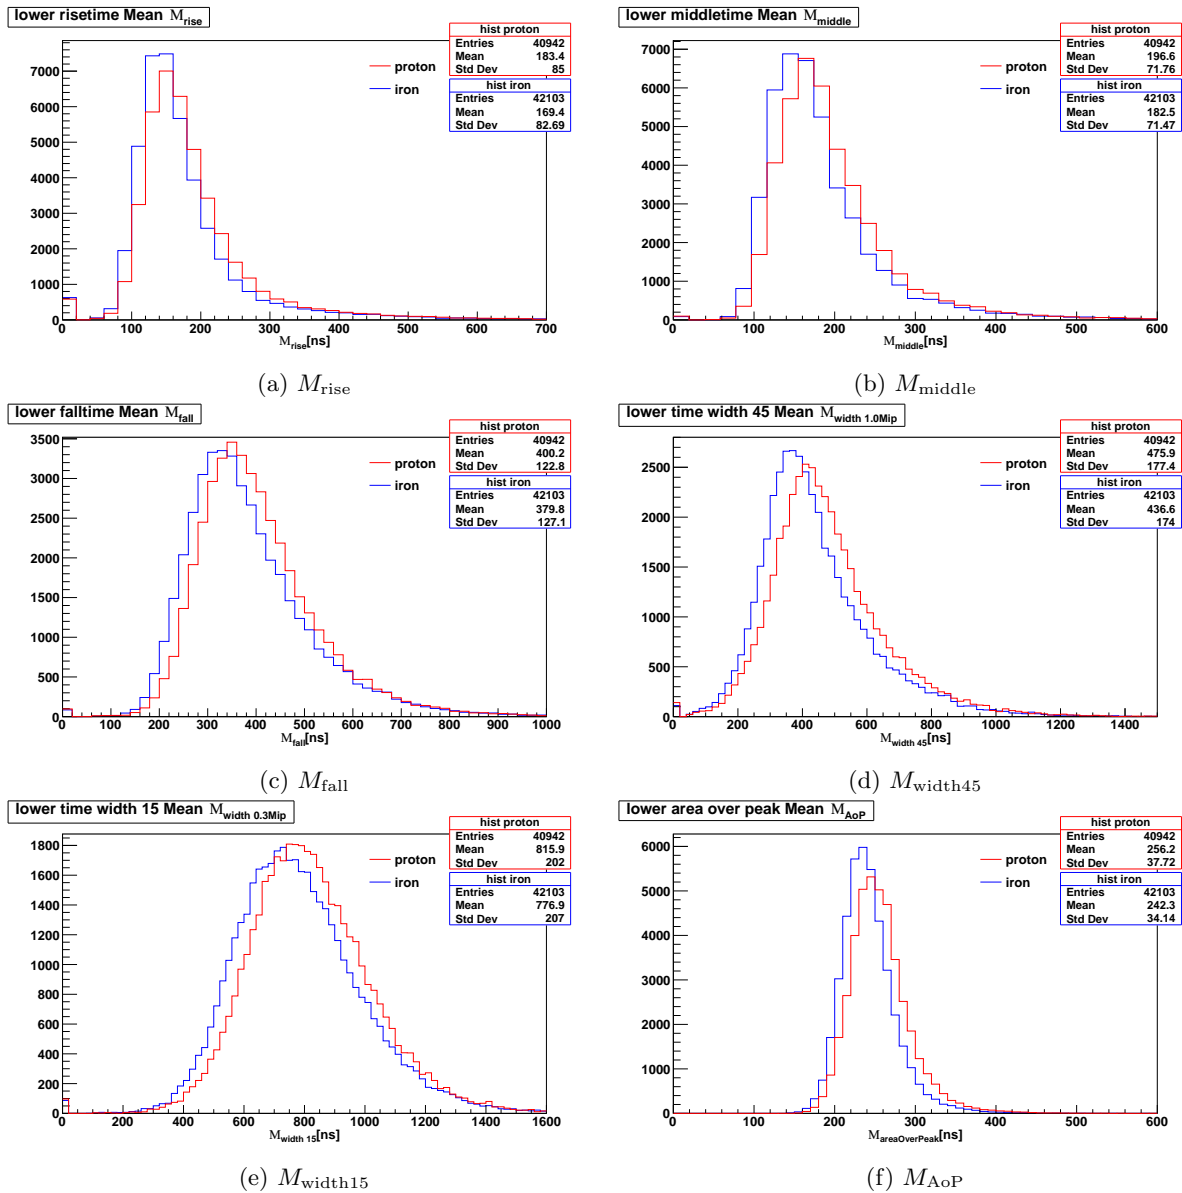 lower risetime Mean M_rise
hist proton
Entries 40942
Mean 183.4
Std Dev 85
hist iron
Entries 42103
Mean 169.4
Std Dev 82.69
proton
iron
7000
6000
5000
4000
3000
2000
1000
0
0 100 200 300 400 500 600 700
M_rise[ns]
(a) M_rise
lower middletime Mean M_middle
hist proton
Entries 40942
Mean 196.6
Std Dev 71.76
hist iron
Entries 42103
Mean 182.5
Std Dev 71.47
proton
iron
7000
6000
5000
4000
3000
2000
1000
0
0 100 200 300 400 500 600
M_middle[ns]
(b) M_middle
lower falltime Mean M_fall
hist proton
Entries 40942
Mean 400.2
Std Dev 122.8
hist iron
Entries 42103
Mean 379.8
Std Dev 127.1
proton
iron
3500
3000
2500
2000
1500
1000
500
0
0 100 200 300 400 500 600 700 800 900 1000
M_fall[ns]
(c) M_fall
lower time width 45 Mean M_width 1.0Mip
hist proton
Entries 40942
Mean 475.9
Std Dev 177.4
hist iron
Entries 42103
Mean 436.6
Std Dev 174
proton
iron
2500
2000
1500
1000
500
0
0 200 400 600 800 1000 1200 1400
M_width 45[ns]
(d) M_width45
lower time width 15 Mean M_width 0.3Mip
hist proton
Entries 40942
Mean 815.9
Std Dev 202
hist iron
Entries 42103
Mean 776.9
Std Dev 207
proton
iron
1800
1600
1400
1200
1000
800
600
400
200
0
0 200 400 600 800 1000 1200 1400 1600
M_width 15[ns]
(e) M_width15
lower area over peak Mean M_AoP
hist proton
Entries 40942
Mean 256.2
Std Dev 37.72
hist iron
Entries 42103
Mean 242.3
Std Dev 34.14
proton
iron
6000
5000
4000
3000
2000
1000
0
0 100 200 300 400 500 600
M_areaOverPeak[ns]
(f) M_AoP